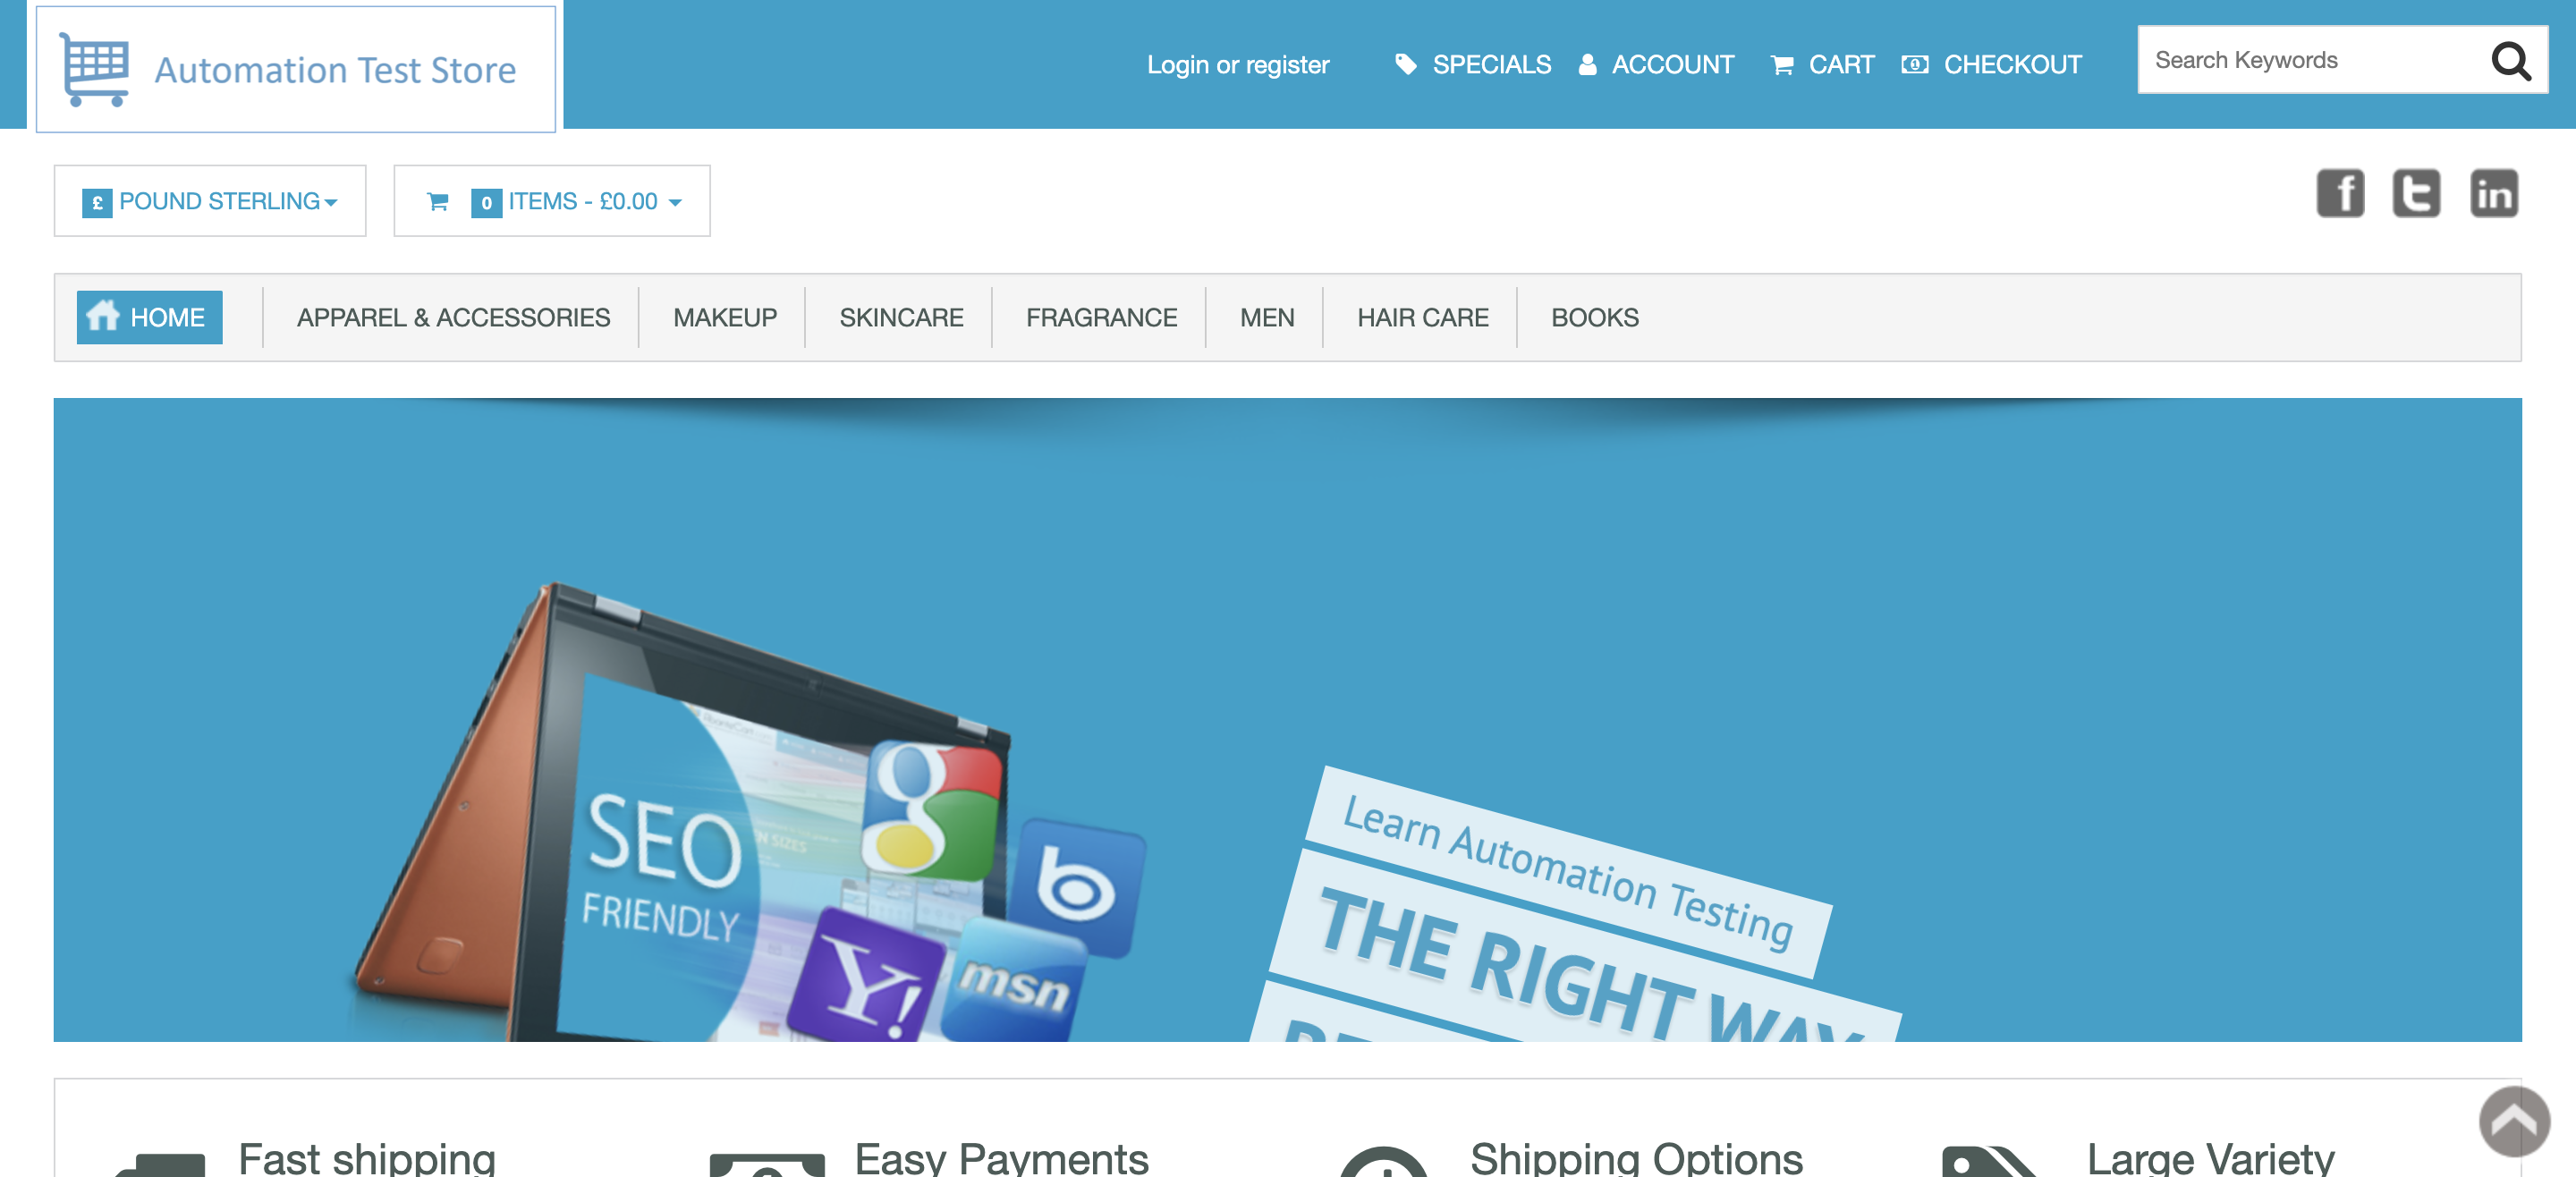 Automation Test Store
Login or register SPECIALS ACCOUNT CART CHECKOUT Search Keywords
£ POUND STERLING 0 ITEMS - £0.00
f t in
HOME APPAREL & ACCESSORIES MAKEUP SKINCARE FRAGRANCE MEN HAIR CARE BOOKS
SEO
FRIENDLY
N SIZES
g
b
Y!
msn
Learn Automation Testing
THE RIGHT WAY
Fast shipping Easy Payments Shipping Options Large Variety